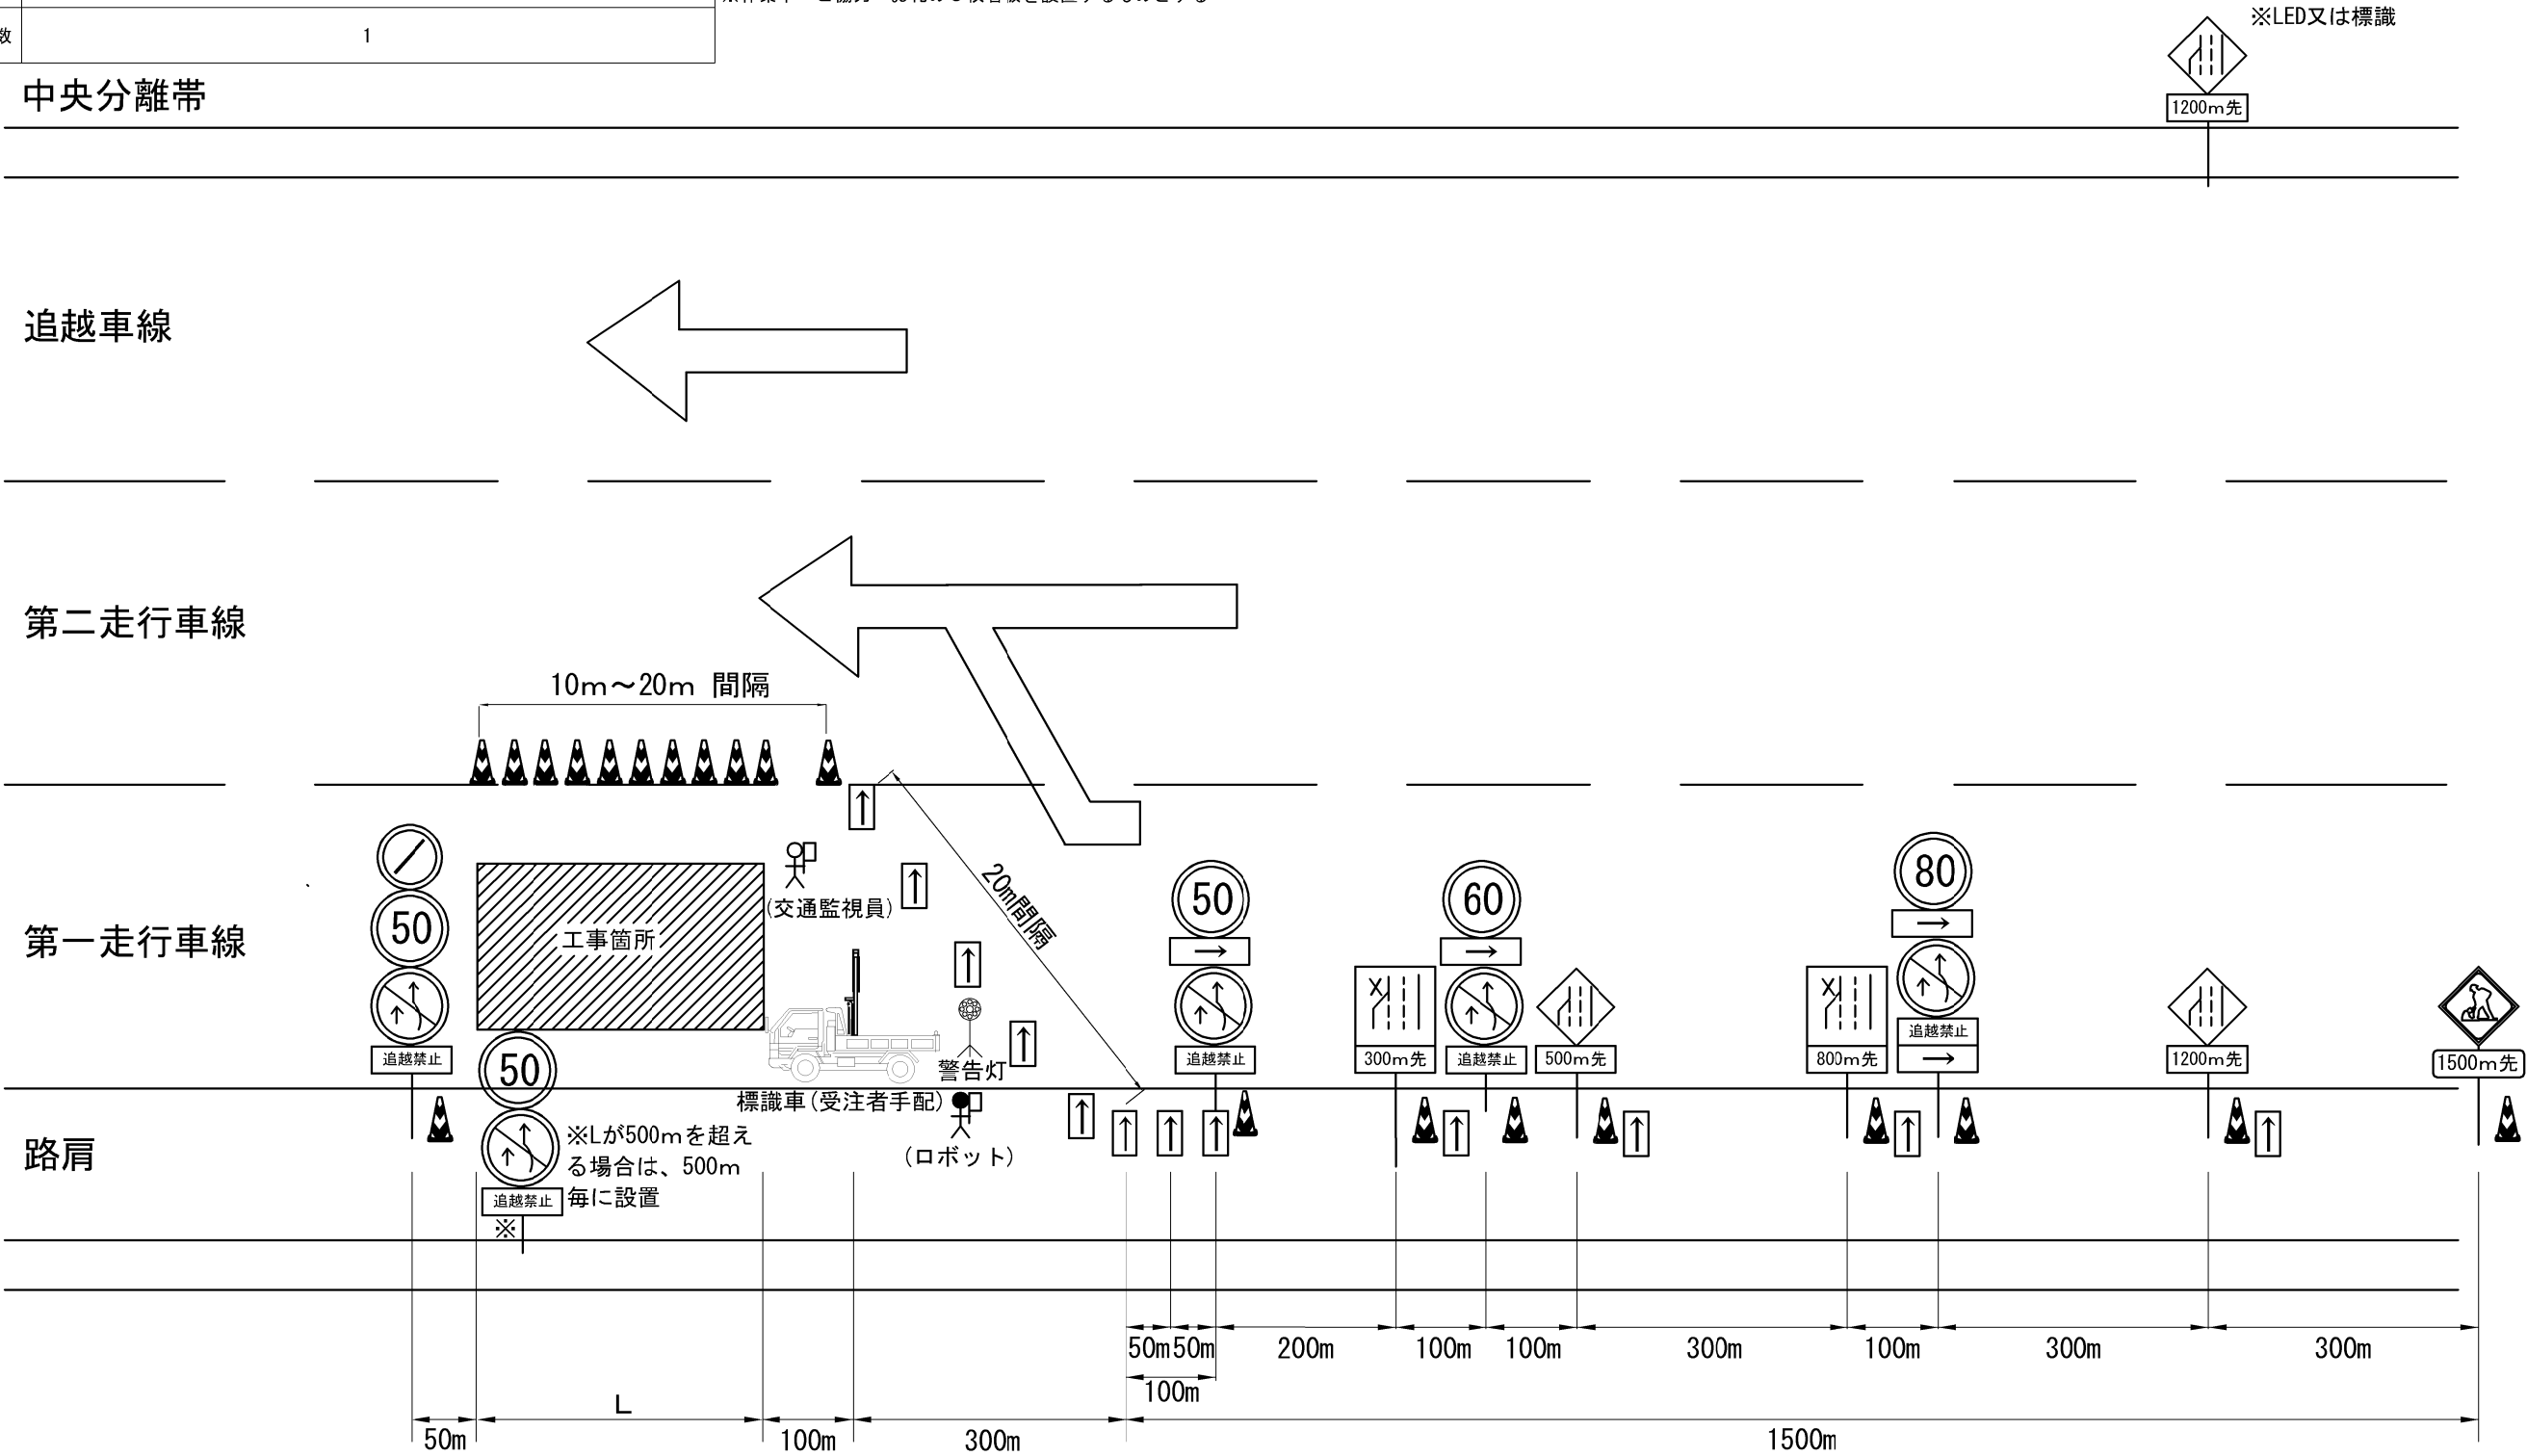 数
1
※LED又は標識
1200m先
中央分離帯
追越車線
第二走行車線
10m～20m 間隔
第一走行車線
50
追越禁止
工事箇所
(交通監視員)
20m間隔
50
追越禁止
300m先
60
追越禁止
500m先
800m先
80
追越禁止
1200m先
1500m先
警告灯
標識車(受注者手配)
(ロボット)
路肩
50
追越禁止
※
※Lが500mを超え
る場合は、500m
毎に設置
50m
50m
200m
100m
100m
300m
100m
300m
300m
100m
50m
L
100m
300m
1500m